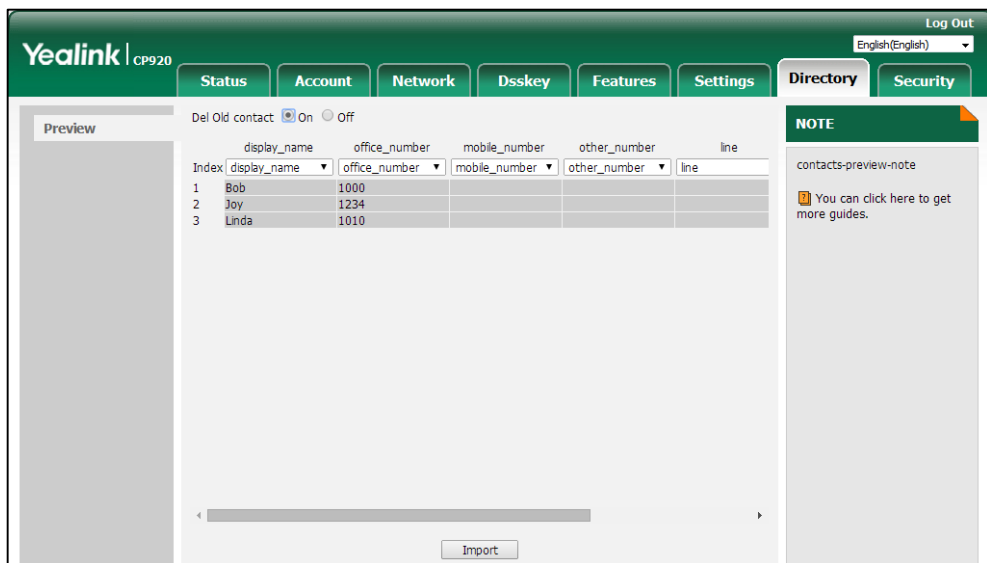 Log Out
Yealink | CP920
English(English)
Status Account Network Dsskey Features Settings Directory Security
Preview
Del Old contact On Off
display_name office_number mobile_number other_number line
Index display_name office_number mobile_number other_number line
1 Bob 1000
2 Joy 1234
3 Linda 1010
Import
NOTE
contacts-preview-note
? You can click here to get
more guides.